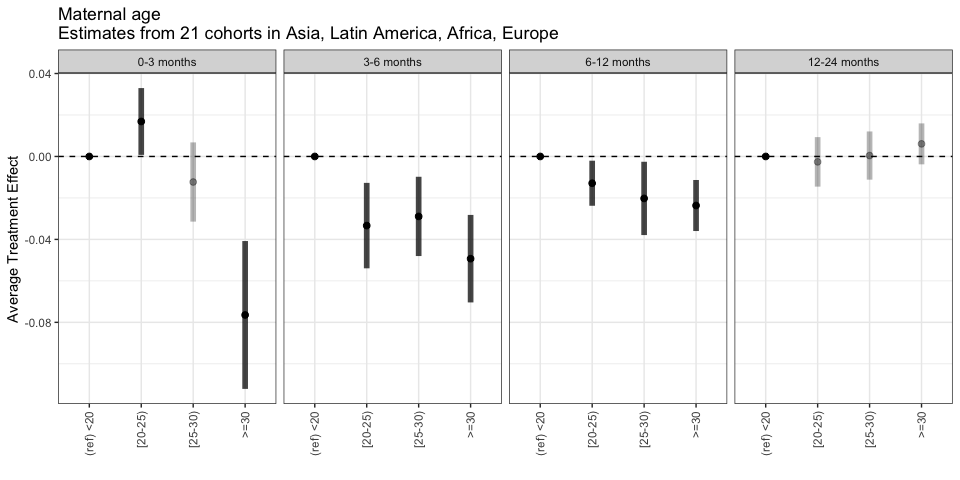 Maternal age
Estimates from 21 cohorts in Asia, Latin America, Africa, Europe
0-3 months
3-6 months
6-12 months
12-24 months
Average Treatment Effect
0.04
0.00
-0.04
-0.08
(ref) <20
[20-25)
[25-30)
>=30
(ref) <20
[20-25)
[25-30)
>=30
(ref) <20
[20-25)
[25-30)
>=30
(ref) <20
[20-25)
[25-30)
>=30